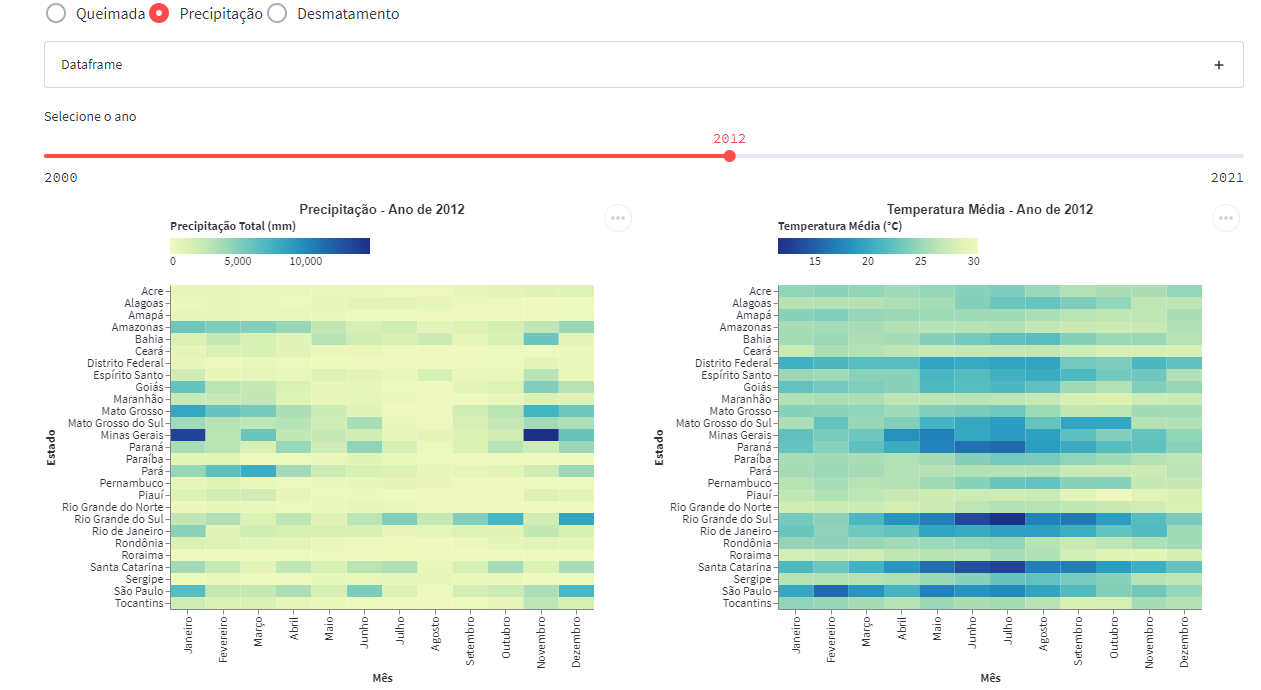 Queimada Precipitação Desmatamento
Dataframe +
Selecione o ano
2012
2000 2021
Precipitação - Ano de 2012
Precipitação Total (mm)
0 5,000 10,000
Estado
Acre
Alagoas
Amapá
Amazonas
Bahia
Ceará
Distrito Federal
Espírito Santo
Goiás
Maranhão
Mato Grosso
Mato Grosso do Sul
Minas Gerais
Paraná
Paraíba
Pará
Pernambuco
Piauí
Rio Grande do Norte
Rio Grande do Sul
Rio de Janeiro
Rondônia
Roraima
Santa Catarina
Sergipe
São Paulo
Tocantins
Janeiro Fevereiro Março Abril Maio Junho Julho Agosto Setembro Outubro Novembro Dezembro
Mês
Temperatura Média - Ano de 2012
Temperatura Média (°C)
15 20 25 30
Estado
Acre
Alagoas
Amapá
Amazonas
Bahia
Ceará
Distrito Federal
Espírito Santo
Goiás
Maranhão
Mato Grosso
Mato Grosso do Sul
Minas Gerais
Paraná
Paraíba
Pará
Pernambuco
Piauí
Rio Grande do Norte
Rio Grande do Sul
Rio de Janeiro
Rondônia
Roraima
Santa Catarina
Sergipe
São Paulo
Tocantins
Janeiro Fevereiro Março Abril Maio Junho Julho Agosto Setembro Outubro Novembro Dezembro
Mês